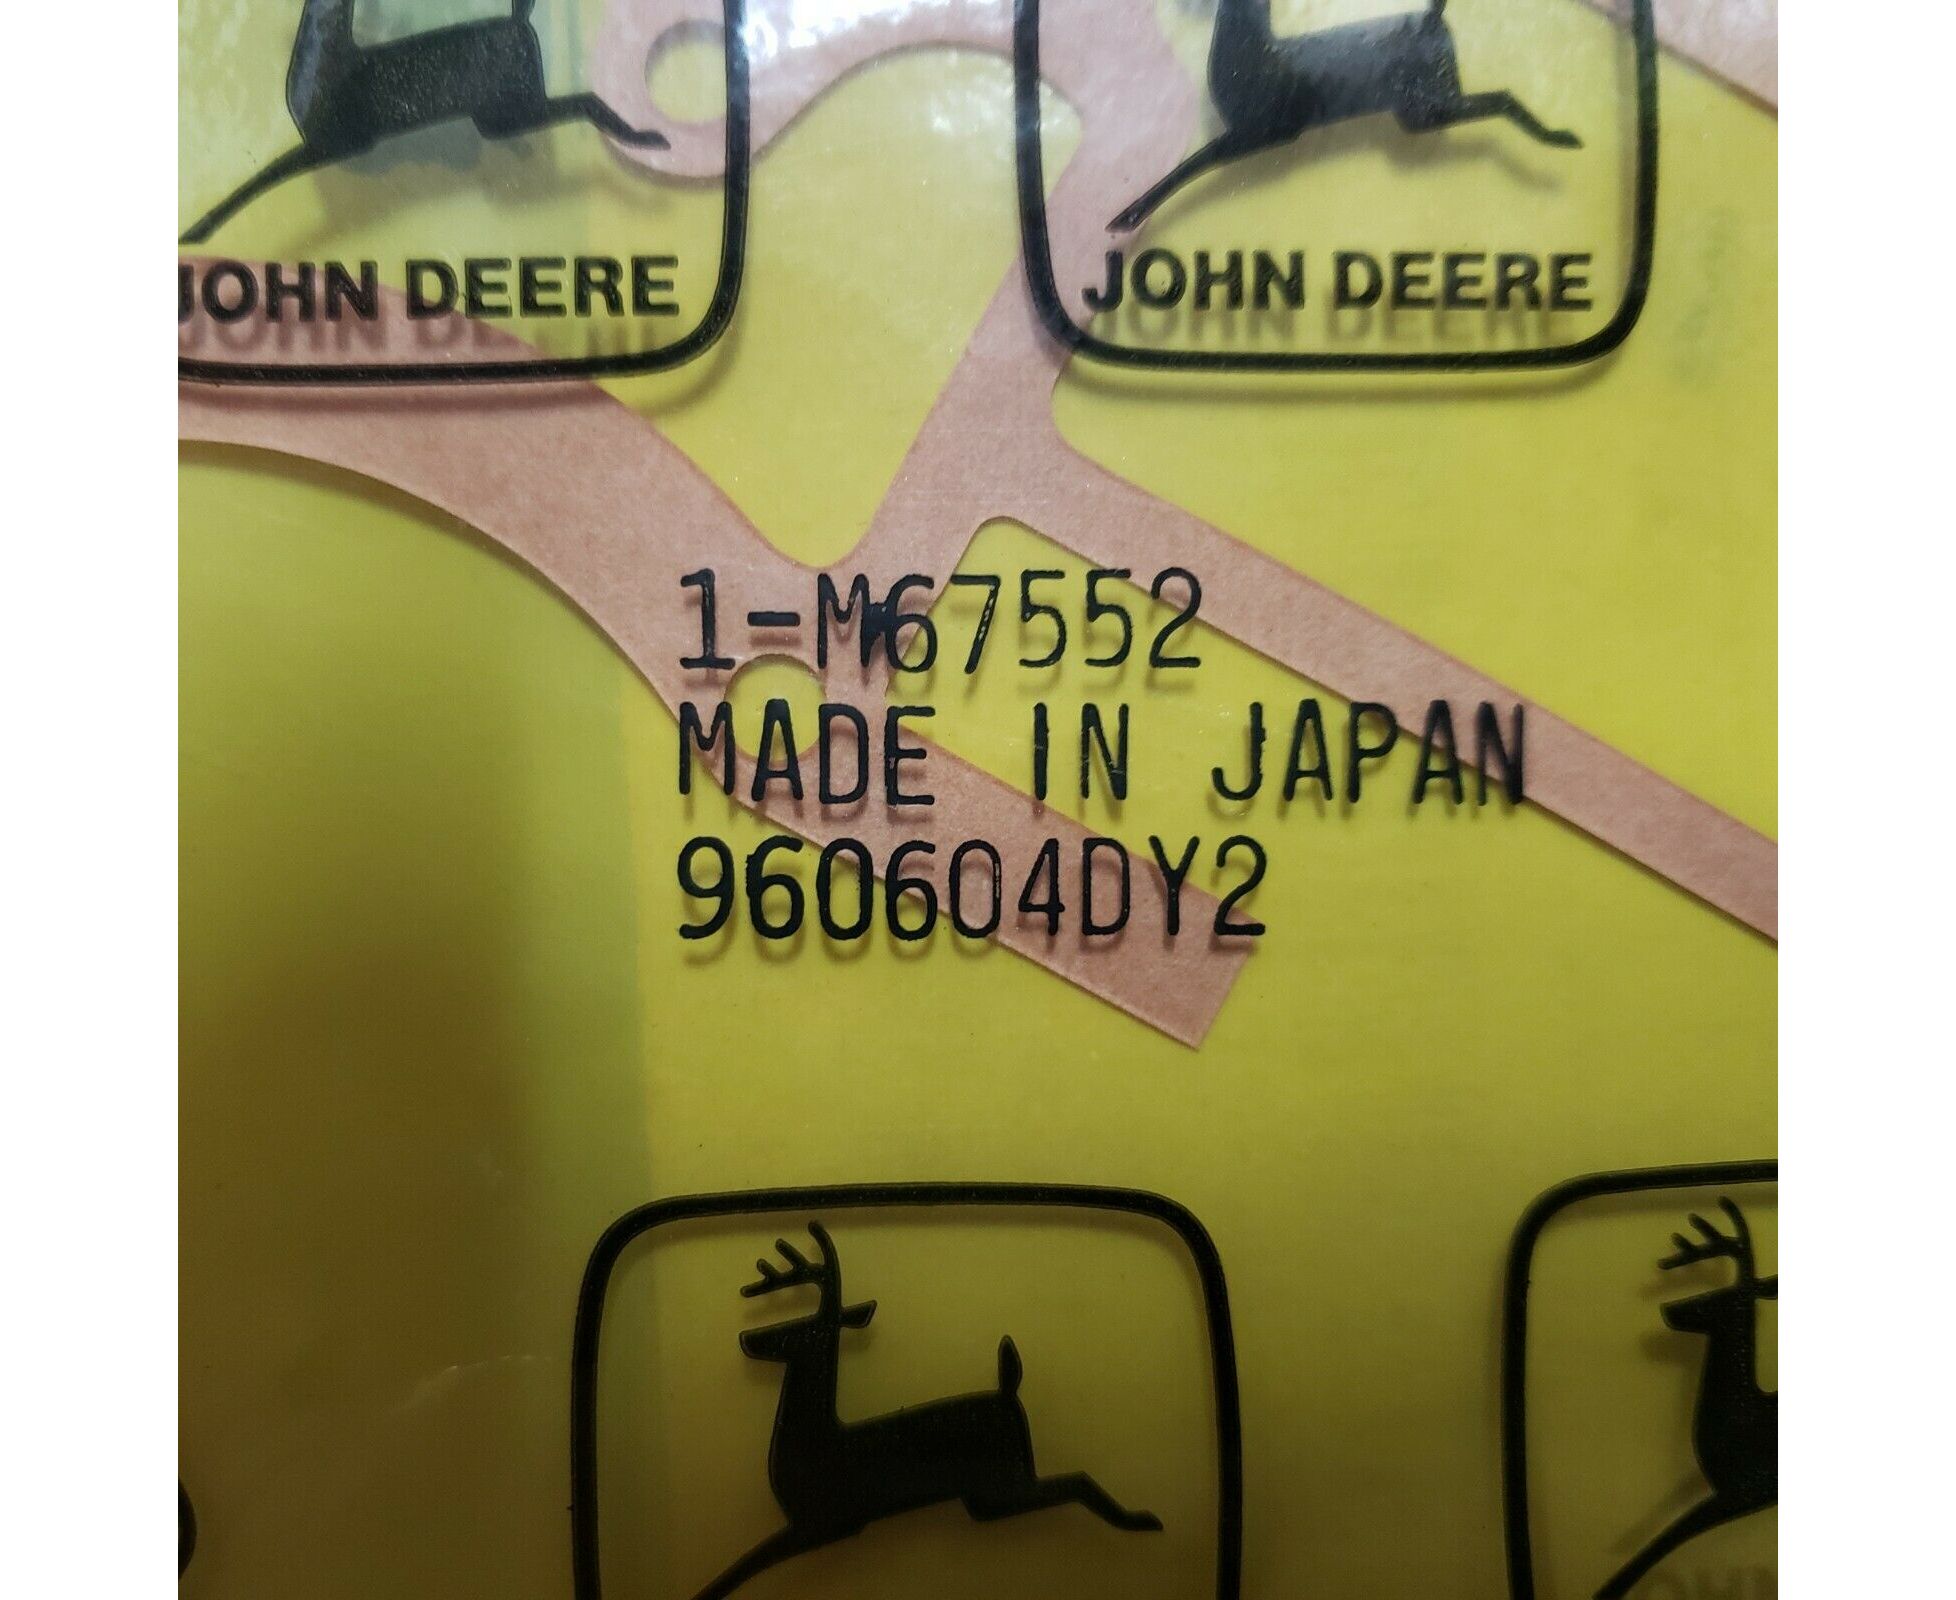 JOHN DEERE
JOHN DEERE
1-M67552
MADE IN JAPAN
960604DY2